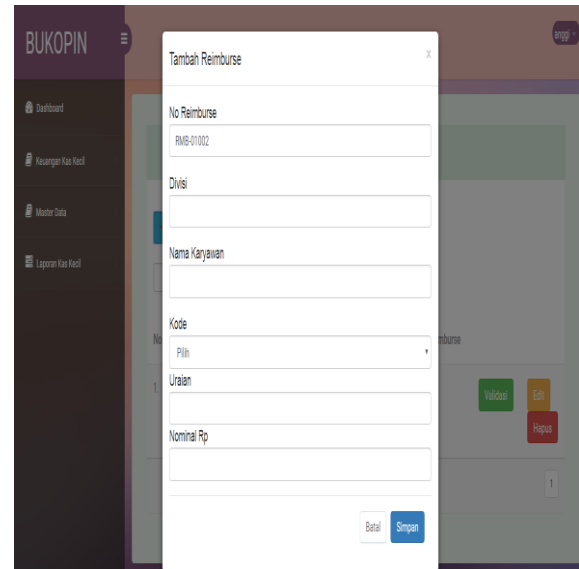 BUKOPIN
anggi
Tambah Reimburse
x
Dashboard
No Reimburse
RMB-01002
Keuangan Kas Kecil
Divisi
Master Data
Nama Karyawan
Laporan Kas Kecil
Kode
No
Pilih
1.
Uraian
Validasi
Edit
Hapus
Nominal Rp
1
Batal
Simpan